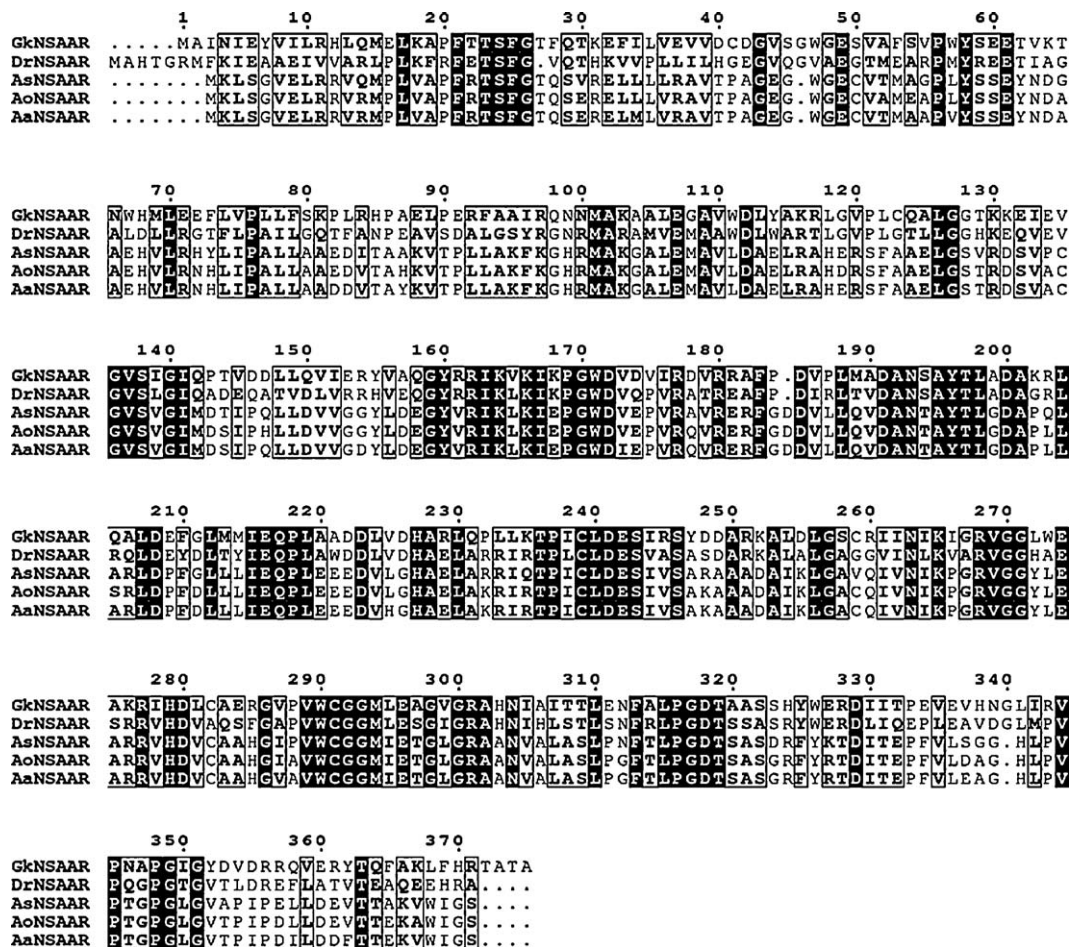 1 10 20 30 40 50 60
GkNSAAR .....MAINIEYVILRHLQMELKAPFTTSFGTFQTKEFILVEVVDCDGVSGWGESVAFSVPWYSEETVKT
DrNSAAR MAHTGRMFKIEAAEIVVARLPLKFRFETSFG.VQTHKVVPLLILHGEGVQGVAEGTMEARPMYREETIAG
AsNSAAR .......MKLSGVELRRVQMPLVAPFRTSFGTQSVRELLLLRAVTPAGEG.WGECVTMAGPLYSSEYNDG
AoNSAAR .......MKLSGVELRRVRMPLVAPFRTSFGTQSERELLLVRAVTPAGEG.WGECVAMEAPLYSSEYNDA
AaNSAAR .......MKLSGVELRRVRMPLVAPFRTSFGTQSERELMLVRAVTPAGEG.WGECVTMAAPVYSSEYNDA
70 80 90 100 110 120 130
GkNSAAR NWHMLEEFLVPLLFSKPLRHPAELPERFAAIRQNNMAKAALEGAVWDLYAKRLGVPLCQALGGTKKEIEV
DrNSAAR ALDLLRGTFLPAILGQTFANPEAVSDALGSYRGNRMARAMVEMAAWDLWARTLGVPLGTLLGGHKEQVEV
AsNSAAR AEHVLRHYLIPALLAAEDITAAKVTPLLAKFKGHRMAKGALEMAVLDAELRAHERSFAAELGSVRDSVPC
AoNSAAR AEHVLRNHLIPALLAAEDVTAHKVTPLLAKFKGHRMAKGALEMAVLDAELRAHDRSFAAELGSTRDSVAC
AaNSAAR AEHVLRNHLIPALLAADDVTAYKVTPLLAKFKGHRMAKGALEMAVLDAELRAHERSFAAELGSTRDSVAC
140 150 160 170 180 190 200
GkNSAAR GVSIGIQPTVDDLLQVIERYVAQGYRRIKVKIKPGWDVDVIRDVRRAFP.DVPLMADANSAYTLADAKRL
DrNSAAR GVSLGIQADEQATVDLVRRHVEQGYRRIKLKIKPGWDVQPVRATREAFP.DIRLTVDANSAYTLADAGRL
AsNSAAR GVSVGIMDTIPQLLDVVGGYLDEGYVRIKLKIEPGWDVEPVRAVRERFGDDVLLQVDANTAYTLGDAPQL
AoNSAAR GVSVGIMDSIPHLLDVVGGYLDEGYVRIKLKIEPGWDVEPVRQVRERFGDDVLLQVDANTAYTLGDAPLL
AaNSAAR GVSVGIMDSIPQLLDVVGDYLDEGYVRIKLKIEPGWDIEPVRQVRERFGDDVLLQVDANTAYTLGDAPLL
210 220 230 240 250 260 270
GkNSAAR QALDEFGLMMIEQPLAADDLVDHARLQPLLKTPICLDESIRSYDDARKALDLGSCRIINIKIGRVGGLWE
DrNSAAR RQLDEYDLTYIEQPLAWDDLVDHAELARRIRTPLCLDESVASASDARKALALGAGGVINLKVARVGGHAE
AsNSAAR ARLDPFGLLLIEQPLEEEDVLGHAELARRIQTPICLDESIVSARAAADAIKLGAVQIVNIKPGRVGGYLE
AoNSAAR SRLDPFDLLLIEQPLEEEDVLGHAELAKRIRTPICLDESIVSAKAAADAIKLGACQIVNIKPGRVGGYLE
AaNSAAR ARLDPFDLLLIEQPLEEEDVHGHAELAKRIRTPICLDESIVSAKAAADAIKLGACQIVNIKPGRVGGYLE
280 290 300 310 320 330 340
GkNSAAR AKRIHDLCAERGVPVWCGGMLEAGVGRAHNIAITTLENFALPGDTAASSHYWERDIITPEVEVHNGLIRV
DrNSAAR SRRVHDVAQSFGAPVWCGGMLESGIGRAHNIHLSTLSNFRLPGDTSSASRYWERDLIQEPLEAVDGLMPV
AsNSAAR ARRVHDVCAAHGIPVWCGGMIETGLGRAANVALASLPNFTLPGDTSASDRFYKTDITEPFVLSGG.HLPV
AoNSAAR ARRVHDVCAAHGIAVWCGGMIETGLGRAANVALASLPGFTLPGDTSASGRFYRTDITEPFVLDAG.HLPV
AaNSAAR ARRVHDVCAAHGVAVWCGGMIETGLGRAANVALASLPGFTLPGDTSASGRFYRTDITEPFVLEAG.HLPV
350 360 370
GkNSAAR PNAPGIGYDVDRRQVERYTQFAKLFHRTATA
DrNSAAR PQGPGTGVTLDREFLATVTEAQEEHRA....
AsNSAAR PTGPGLGVAPIPELLDEVTTAKVWIGS....
AoNSAAR PTGPGLGVTPIPDLLDEVTTEKAWIGS....
AaNSAAR PTGPGLGVTPIPDILDDFTTEKVWIGS....